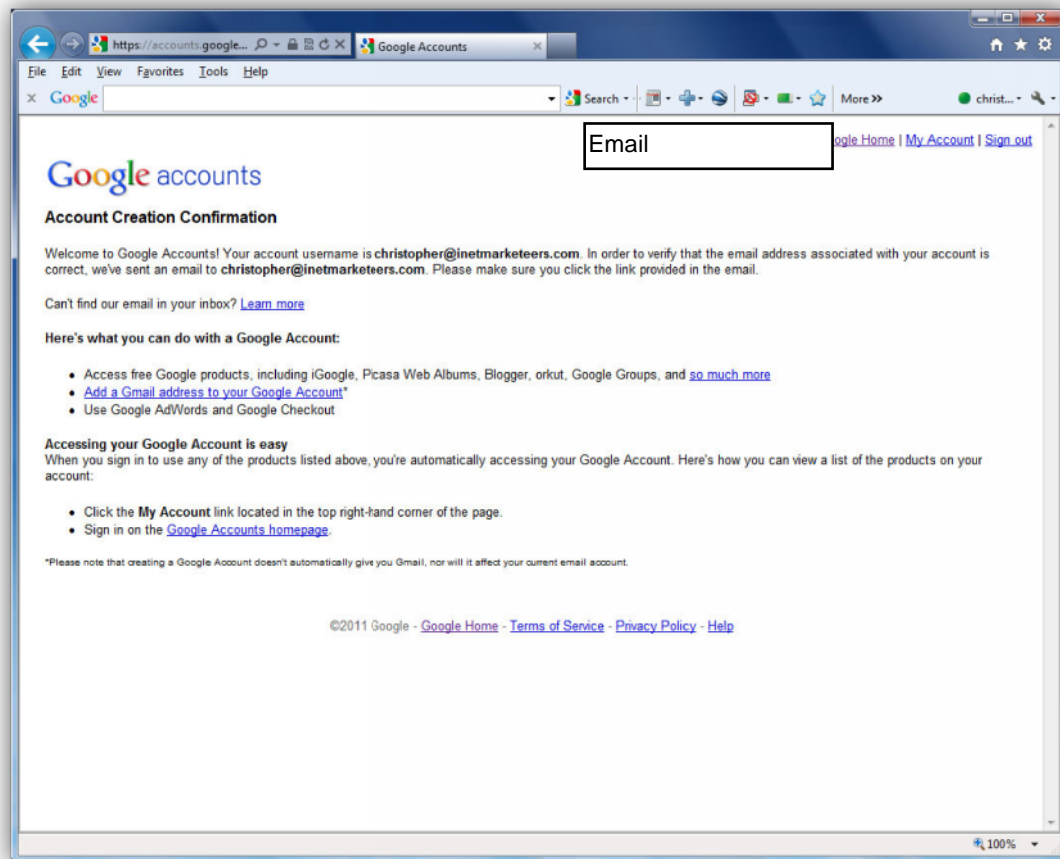 https://accounts.google...
Google Accounts
File Edit View Favorites Tools Help
Google Search More >> christ...
Email
ogle Home | My Account | Sign out
Google accounts
Account Creation Confirmation
Welcome to Google Accounts! Your account username is christopher@inetmarketeers.com. In order to verify that the email address associated with your account is
correct, we've sent an email to christopher@inetmarketeers.com. Please make sure you click the link provided in the email.
Can't find our email in your inbox? Learn more
Here's what you can do with a Google Account:
• Access free Google products, including iGoogle, Picasa Web Albums, Blogger, orkut, Google Groups, and so much more
• Add a Gmail address to your Google Account*
• Use Google AdWords and Google Checkout
Accessing your Google Account is easy
When you sign in to use any of the products listed above, you're automatically accessing your Google Account. Here's how you can view a list of the products on your
account:
• Click the My Account link located in the top right-hand corner of the page.
• Sign in on the Google Accounts homepage.
*Please note that creating a Google Account doesn't automatically give you Gmail, nor will it affect your current email account.
©2011 Google - Google Home - Terms of Service - Privacy Policy - Help
100%